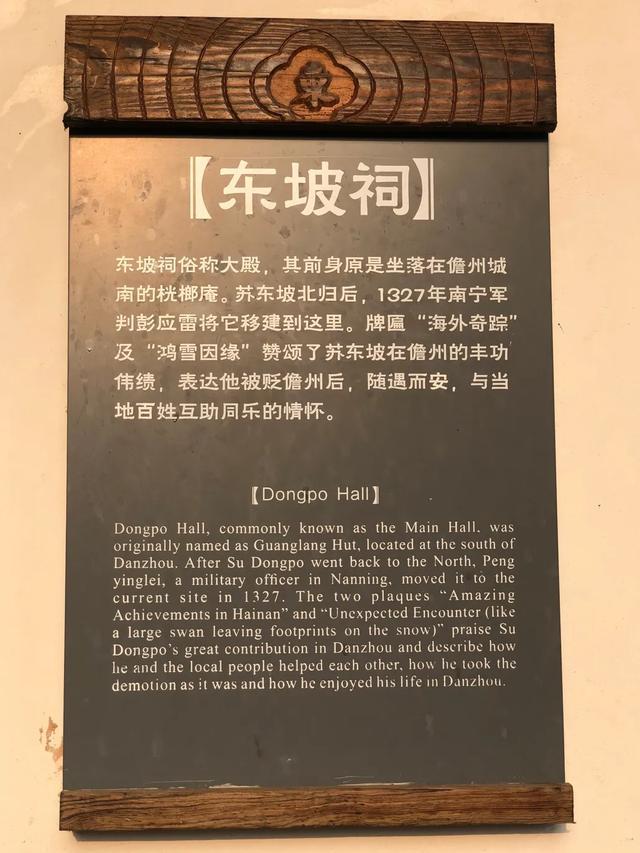 【东坡祠】
东坡祠俗称大殿，其前身原是坐落在儋州城
南的桄榔庵。苏东坡北归后，1327年南宁军
判彭应雷将它移建到这里。牌匾“海外奇踪”
及“鸿雪因缘”赞颂了苏东坡在儋州的丰功
伟绩，表达他被贬儋州后，随遇而安，与当
地百姓互助同乐的情怀。
【Dongpo Hall】
Dongpo Hall, commonly known as the Main Hall, was
originally named as Guanglang Hut, located at the south of
Danzhou. After Su Dongpo went back to the North, Peng
yinglei, a military officer in Nanning, moved it to the
current site in 1327. The two plaques “Amazing
Achievements in Hainan” and “Unexpected Encounter (like
a large swan leaving footprints on the snow)” praise Su
Dongpo’s great contribution in Danzhou and describe how
he and the local people helped each other, how he took the
demotion as it was and how he enjoyed his life in Danzhou.